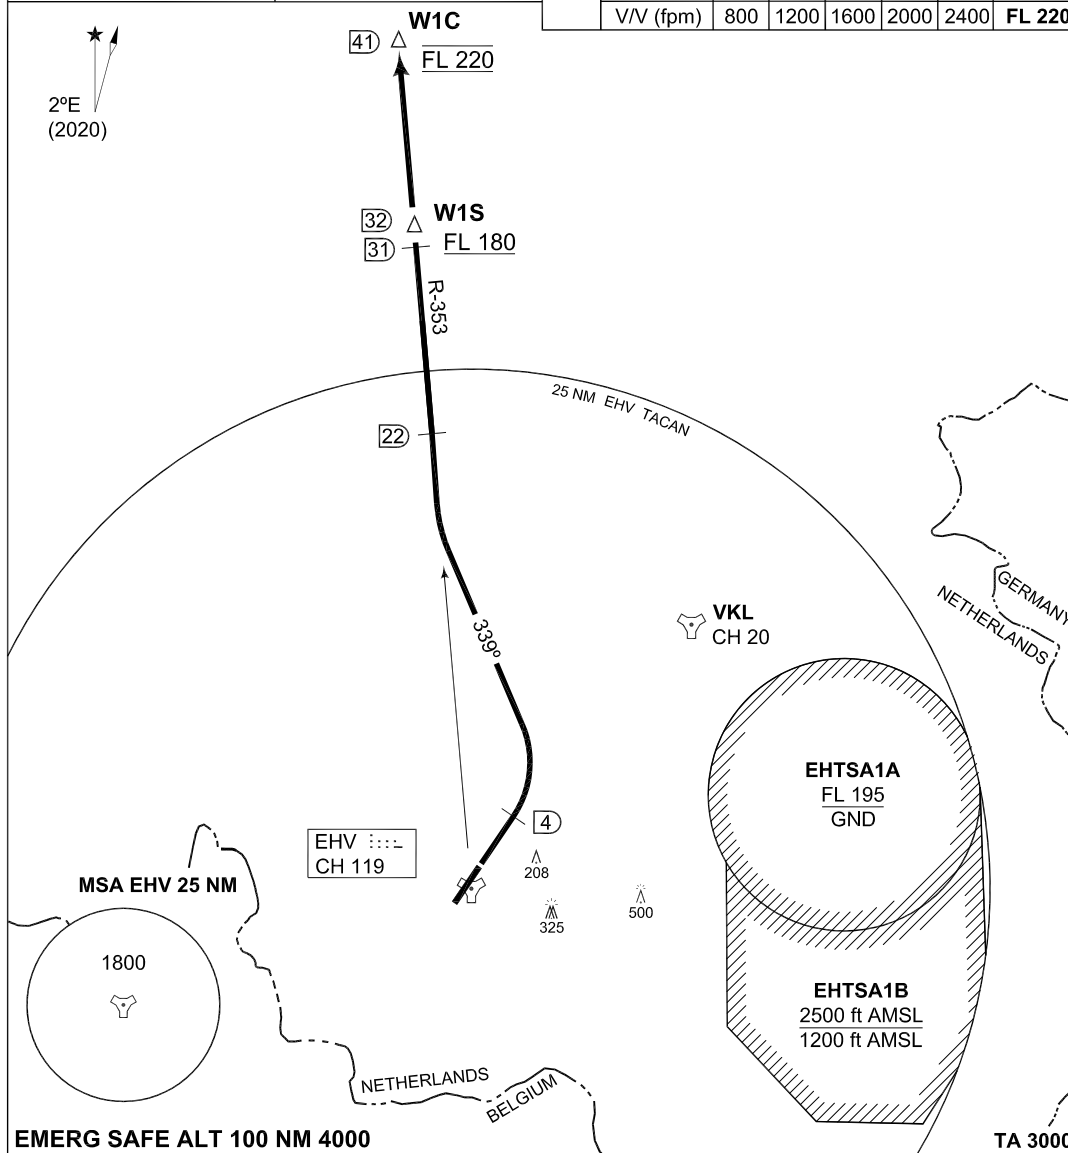 V/V (fpm) 800 1200 1600 2000 2400 FL 220
W1C
41
FL 220
2ºE
(2020)
W1S
32
FL 180
31
R-353
25 NM EHV TACAN
22
GERMANY
NETHERLANDS
VKL
CH 20
339º
EHTSA1A
FL 195
GND
4
EHV
CH 119
208
MSA EHV 25 NM
500
325
1800
EHTSA1B
2500 ft AMSL
1200 ft AMSL
NETHERLANDS
BELGIUM
EMERG SAFE ALT 100 NM 4000
TA 3000